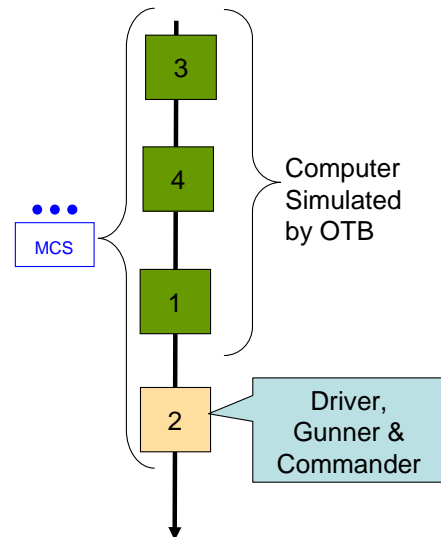 3
4
Computer
Simulated
by OTB
MCS
1
2
Driver,
Gunner &
Commander